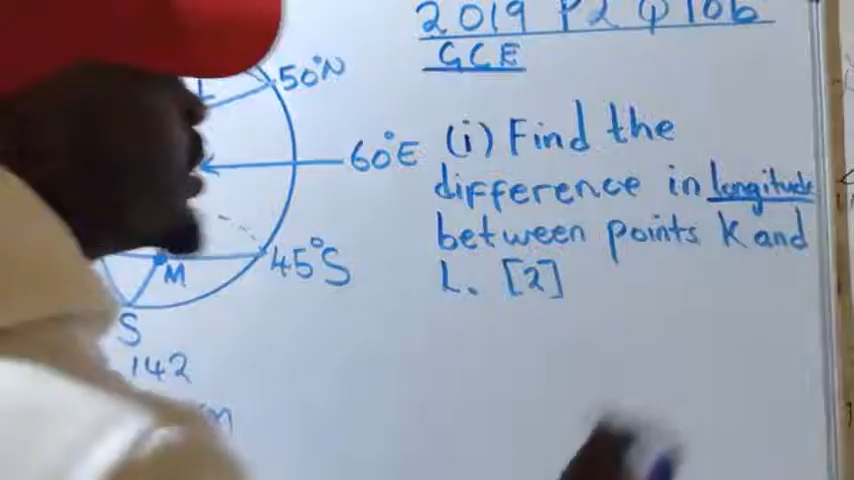 2019 P2 Q10b
GCE
L
50°N
60°E
(i) Find the
difference in longitude
between points K and
L. [2]
45°S
M
S
142